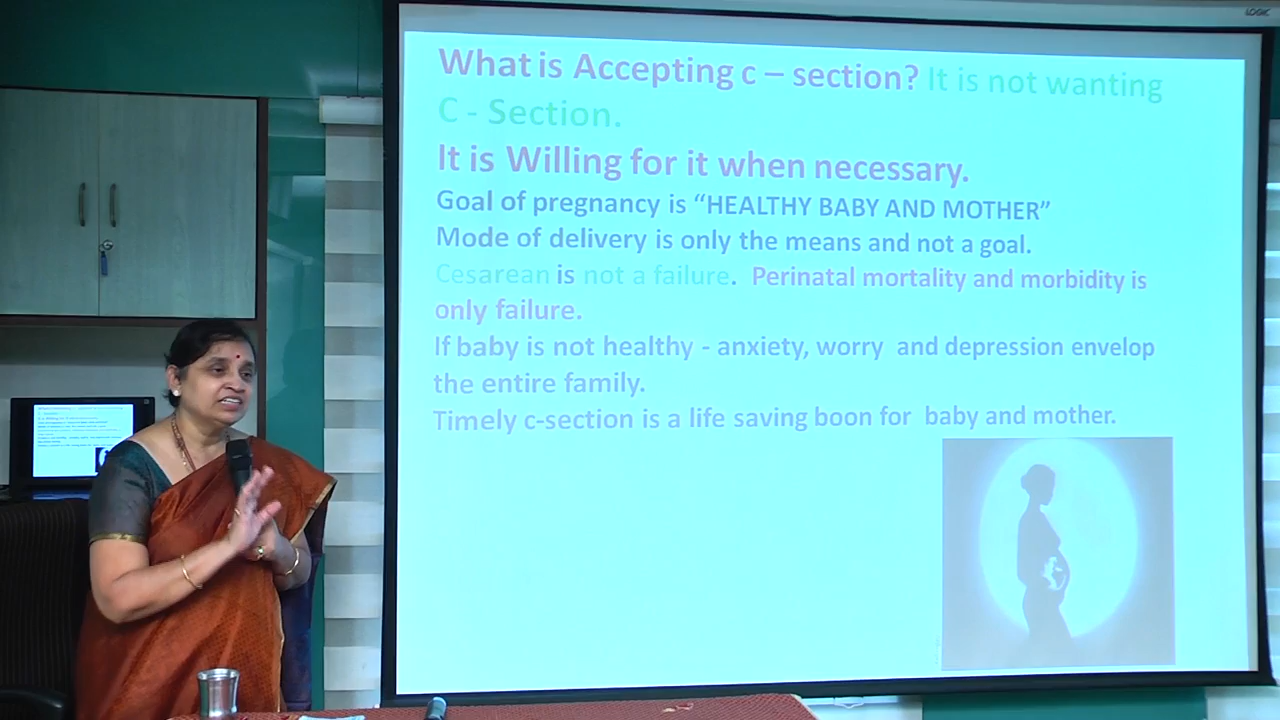 LOGIC
What is Accepting c – section? It is not wanting
C - Section.
It is Willing for it when necessary.
Goal of pregnancy is “HEALTHY BABY AND MOTHER”
Mode of delivery is only the means and not a goal.
Cesarean is not a failure. Perinatal mortality and morbidity is
only failure.
If baby is not healthy - anxiety, worry and depression envelop
the entire family.
Timely c-section is a life saving boon for baby and mother.